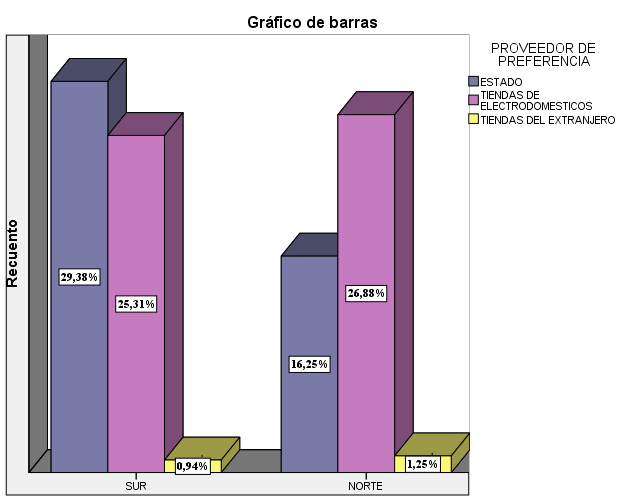 Gráfico de barras
Recuento
29,38%
25,31%
0,94%
16,25%
26,88%
1,25%
SUR
NORTE
PROVEEDOR DE
PREFERENCIA
ESTADO
TIENDAS DE
ELECTRODOMESTICOS
TIENDAS DEL EXTRANJERO